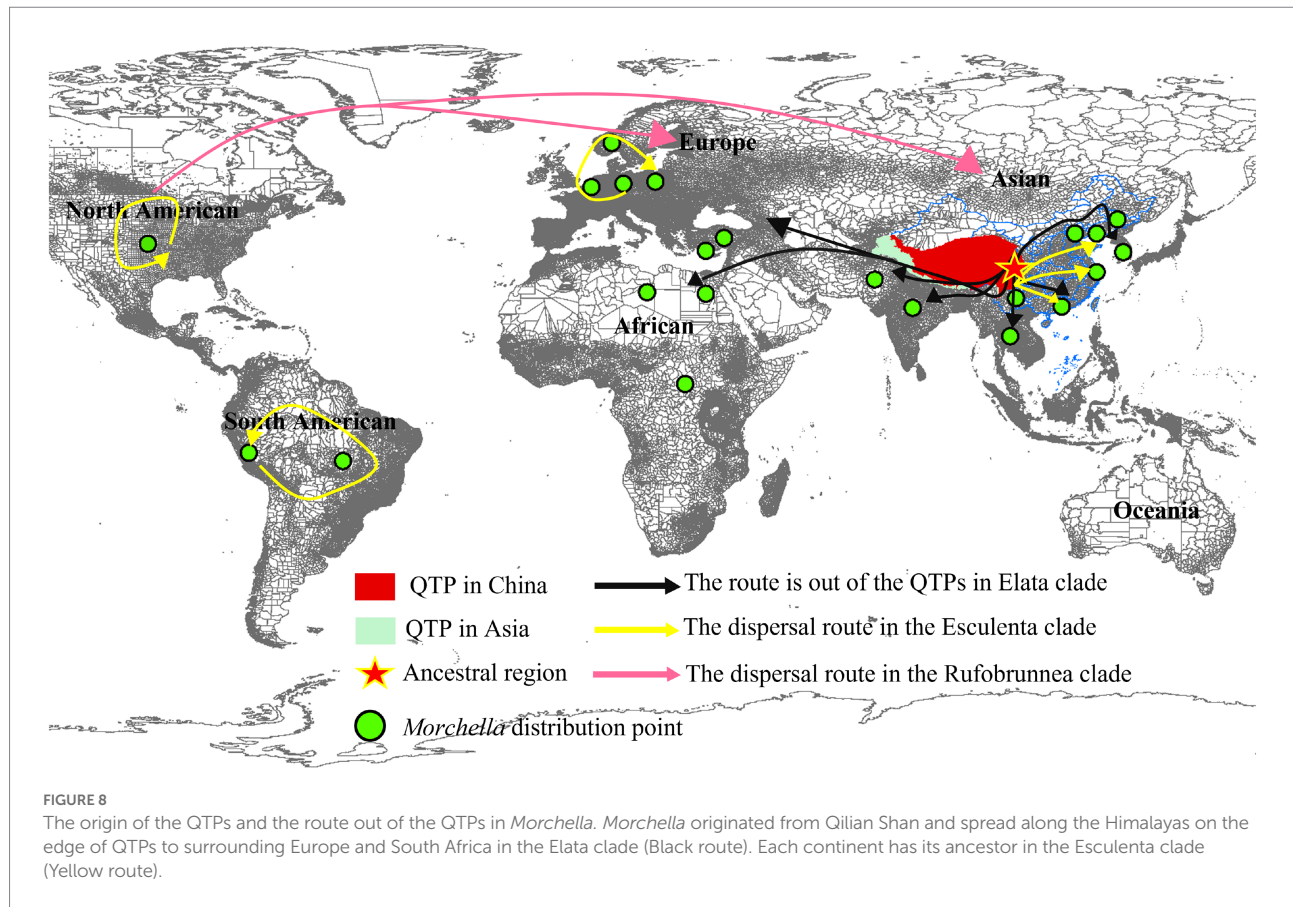 Europe
Asian
North American
African
South American
Oceania
QTP in China
The route is out of the QTPs in Elata clade
QTP in Asia
The dispersal route in the Esculenta clade
Ancestral region
The dispersal route in the Rufobrunnea clade
Morchella distribution point
FIGURE 8
The origin of the QTPs and the route out of the QTPs in Morchella. Morchella originated from Qilian Shan and spread along the Himalayas on the
edge of QTPs to surrounding Europe and South Africa in the Elata clade (Black route). Each continent has its ancestor in the Esculenta clade
(Yellow route).